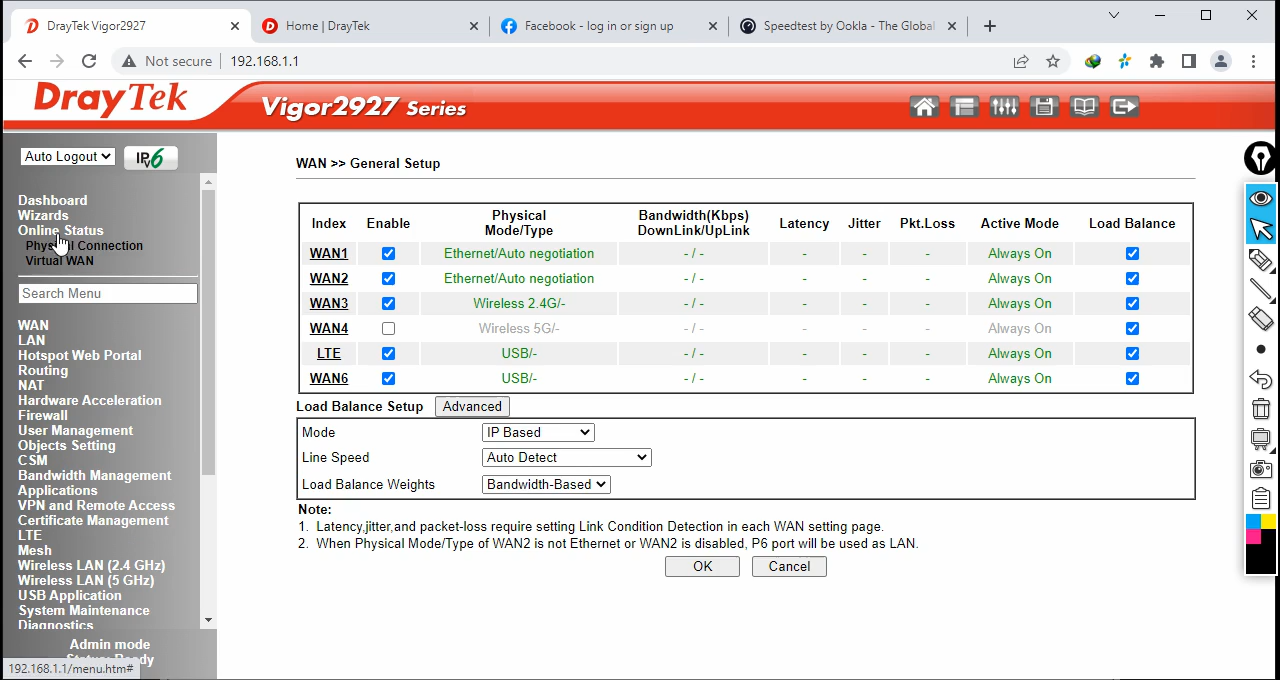 DrayTek Vigor2927
Home | DrayTek
Facebook - log in or sign up
Speedtest by Ookla - The Global
Not secure
192.168.1.1
DrayTek
Vigor2927 Series
Auto Logout
IPv6
Dashboard
Wizards
Online Status
Physical Connection
Virtual WAN
Search Menu
WAN
LAN
Hotspot Web Portal
Routing
NAT
Hardware Acceleration
Firewall
User Management
Objects Setting
CSM
Bandwidth Management
Applications
VPN and Remote Access
Certificate Management
LTE
Mesh
Wireless LAN (2.4 GHz)
Wireless LAN (5 GHz)
USB Application
System Maintenance
Diagnostics
Admin mode
Status: Ready
192.168.1.1/menu.htm#
WAN >> General Setup
Index Enable Physical Mode/Type Bandwidth(Kbps) DownLink/UpLink Latency Jitter Pkt.Loss Active Mode Load Balance
WAN1 Ethernet/Auto negotiation - / - - - - Always On
WAN2 Ethernet/Auto negotiation - / - - - - Always On
WAN3 Wireless 2.4G/- - / - - - - Always On
WAN4 Wireless 5G/- - / - - - - Always On
LTE USB/- - / - - - - Always On
WAN6 USB/- - / - - - - Always On
Load Balance Setup Advanced
Mode IP Based
Line Speed Auto Detect
Load Balance Weights Bandwidth-Based
Note:
1. Latency,jitter,and packet-loss require setting Link Condition Detection in each WAN setting page.
2. When Physical Mode/Type of WAN2 is not Ethernet or WAN2 is disabled, P6 port will be used as LAN.
OK Cancel